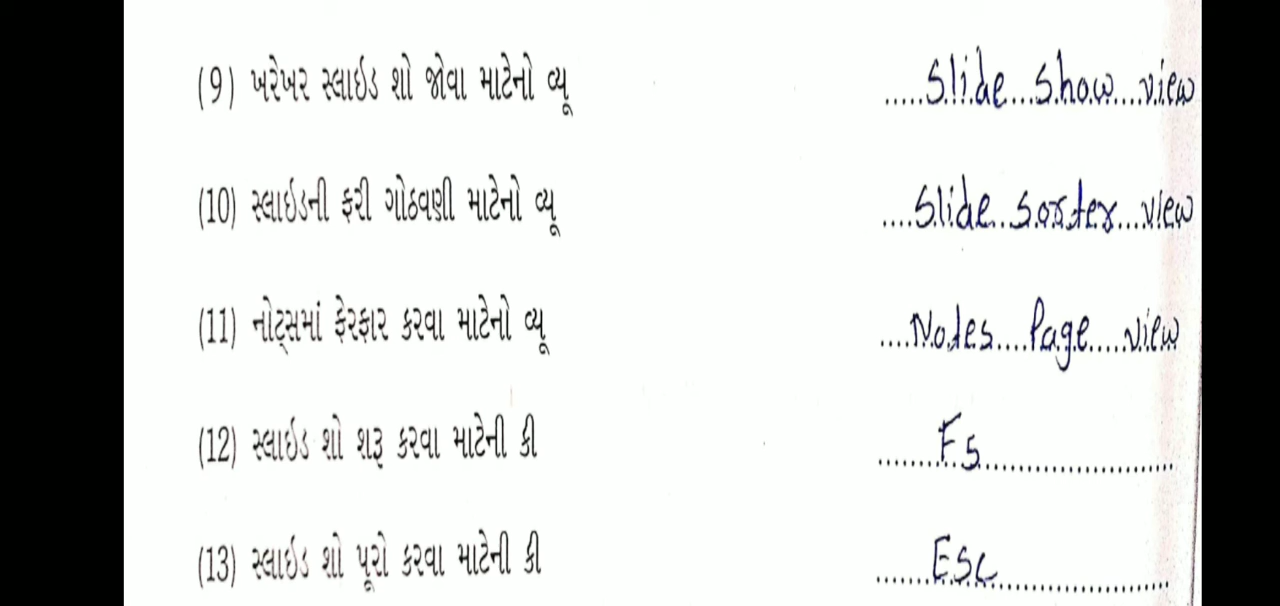 (9) ખરેખર સ્લાઇડ શો જોવા માટેનો વ્યૂ .....Slide...Show....view
(10) સ્લાઇડની ફરી ગોઠવણી માટેનો વ્યૂ ....Slide..Sorter....view
(11) નોટ્સમાં ફેરફાર કરવા માટેનો વ્યૂ ....Notes....Page.....view
(12) સ્લાઇડ શો શરૂ કરવા માટેની કી ........F5............................
(13) સ્લાઇડ શો પૂરો કરવા માટેની કી .......Esc.........................